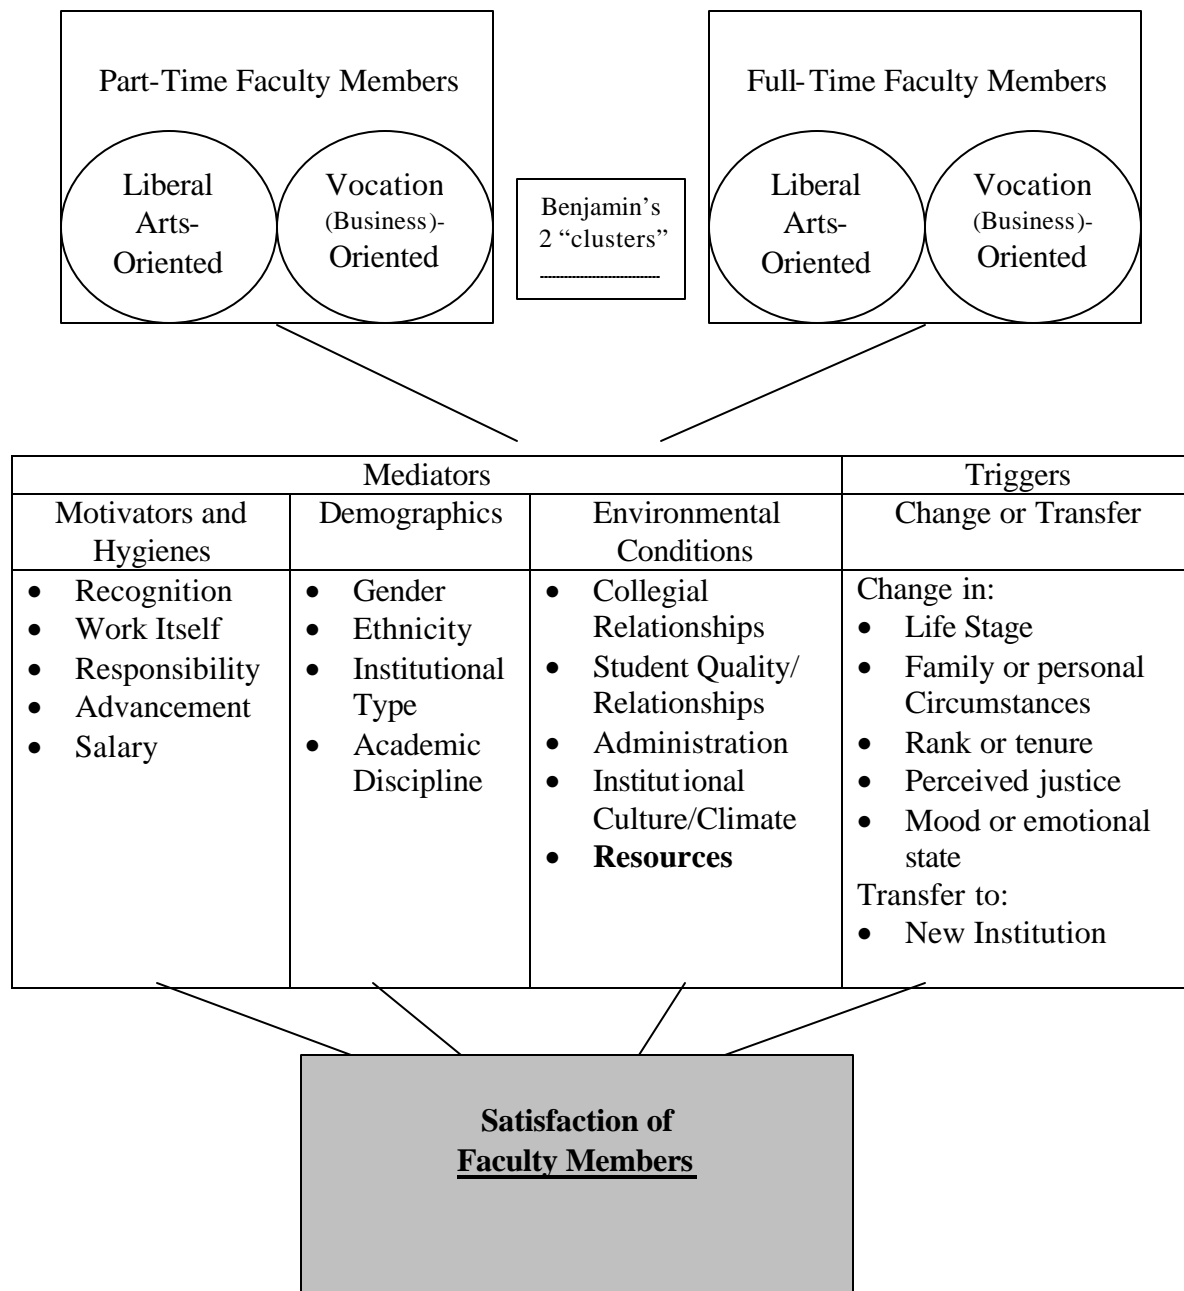 Part-Time Faculty Members
Liberal
Arts-
Oriented
Vocation
(Business)-
Oriented
Benjamin’s
2 “clusters”
Full-Time Faculty Members
Liberal
Arts-
Oriented
Vocation
(Business)-
Oriented
Mediators
Triggers
Motivators and
Hygienes
Demographics
Environmental
Conditions
Change or Transfer
• Recognition
• Work Itself
• Responsibility
• Advancement
• Salary
• Gender
• Ethnicity
• Institutional
Type
• Academic
Discipline
• Collegial
Relationships
• Student Quality/
Relationships
• Administration
• Institutional
Culture/Climate
• Resources
Change in:
• Life Stage
• Family or personal
Circumstances
• Rank or tenure
• Perceived justice
• Mood or emotional
state
Transfer to:
• New Institution
Satisfaction of
Faculty Members